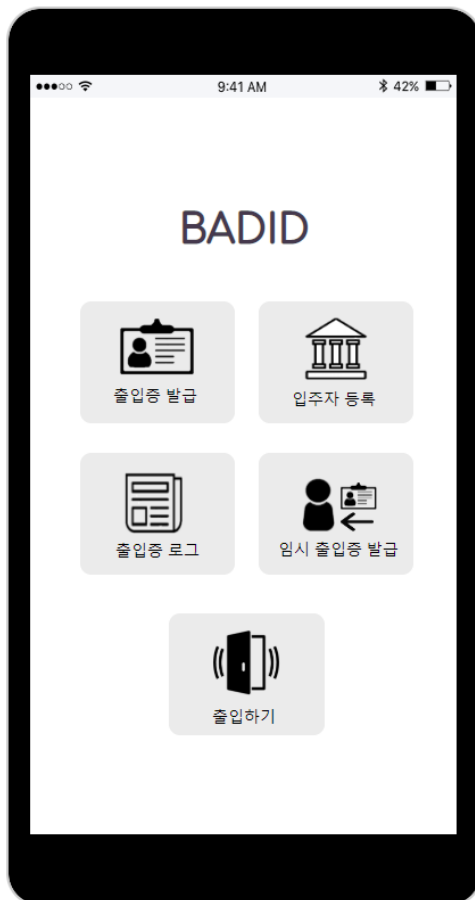 9:41 AM 42%
BADID
출입증 발급
입주자 등록
출입증 로그
임시 출입증 발급
출입하기